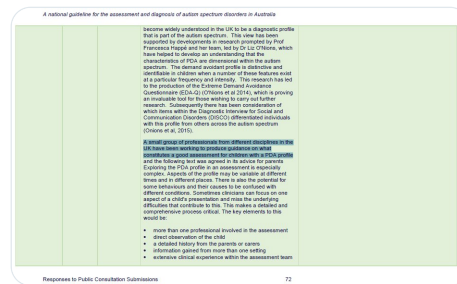 A national guideline for the assessment and diagnosis of autism spectrum disorders in Australia
become widely understood in the UK to be a diagnostic profile
that is part of the autism spectrum. This view has been
supported by developments in research prompted by Prof
Francesca Happé and her team, led by Dr Liz O'Nions, which
have helped to develop an understanding that the
characteristics of PDA are dimensional within the autism
spectrum. The demand avoidant profile is distinctive and
identifiable in children when a number of these features exist
at a particular frequency and intensity. This research has led
to the production of the Extreme Demand Avoidance
Questionnaire (EDA-Q) (O'Nions et al 2014), which is proving
an invaluable tool for those wishing to carry out further
research. Subsequently there has been consideration of
which items within the Diagnostic Interview for Social and
Communication Disorders (DISCO) differentiated individuals
with this profile from others across the autism spectrum
(Onions et al, 2015).
A small group of professionals from different disciplines in the
UK have been working to produce guidance on what
constitutes a good assessment for children with a PDA profile
and the following text was agreed in its advice for parents
Exploring the PDA profile in an assessment is especially
complex. Aspects of the profile may be variable at different
times and in different places. There is also the potential for
some behaviours and their causes to be confused with
different conditions. Sometimes clinicians can focus on one
aspect of a child's presentation and miss the underlying
difficulties that contribute to this. This makes a detailed and
comprehensive process critical. The key elements to this
would be:
• more than one professional involved in the assessment
• direct observation of the child
• a detailed history from the parents or carers
• information gained from more than one setting
• extensive clinical experience within the assessment team
Responses to Public Consultation Submissions 72